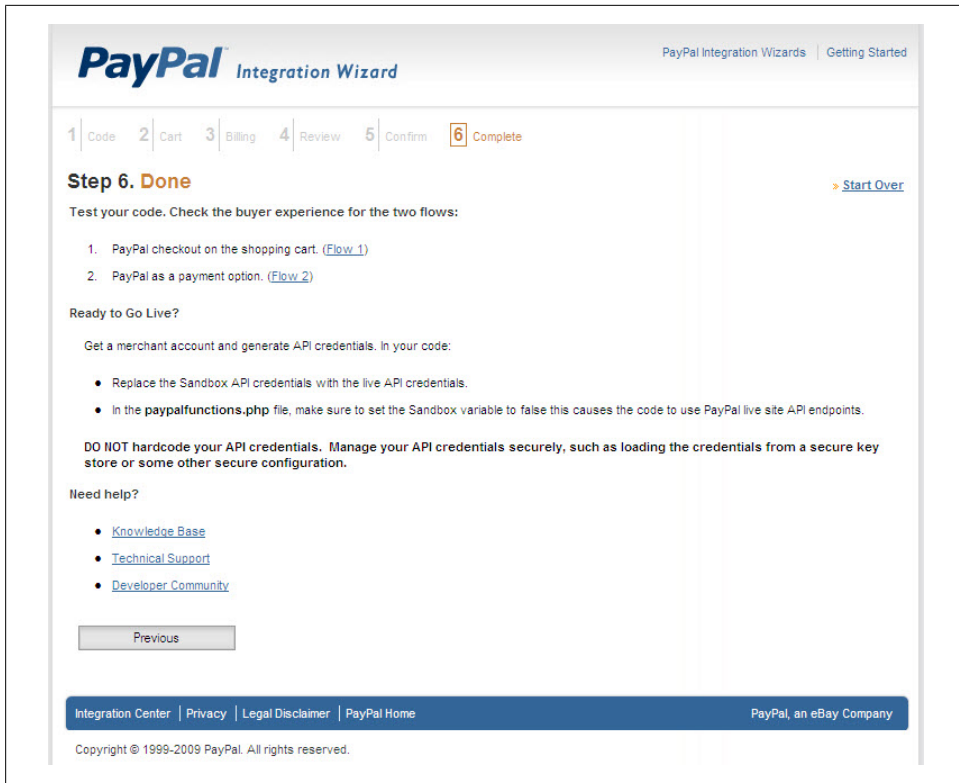 PayPal™ Integration Wizard
PayPal Integration Wizards | Getting Started
1 Code 2 Cart 3 Billing 4 Review 5 Confirm 6 Complete
Step 6. Done
» Start Over
Test your code. Check the buyer experience for the two flows:
1. PayPal checkout on the shopping cart. (Flow 1)
2. PayPal as a payment option. (Flow 2)
Ready to Go Live?
Get a merchant account and generate API credentials. In your code:
• Replace the Sandbox API credentials with the live API credentials.
• In the paypalfunctions.php file, make sure to set the Sandbox variable to false this causes the code to use PayPal live site API endpoints.
DO NOT hardcode your API credentials. Manage your API credentials securely, such as loading the credentials from a secure key
store or some other secure configuration.
Need help?
• Knowledge Base
• Technical Support
• Developer Community
Previous
Integration Center | Privacy | Legal Disclaimer | PayPal Home
PayPal, an eBay Company
Copyright © 1999-2009 PayPal. All rights reserved.